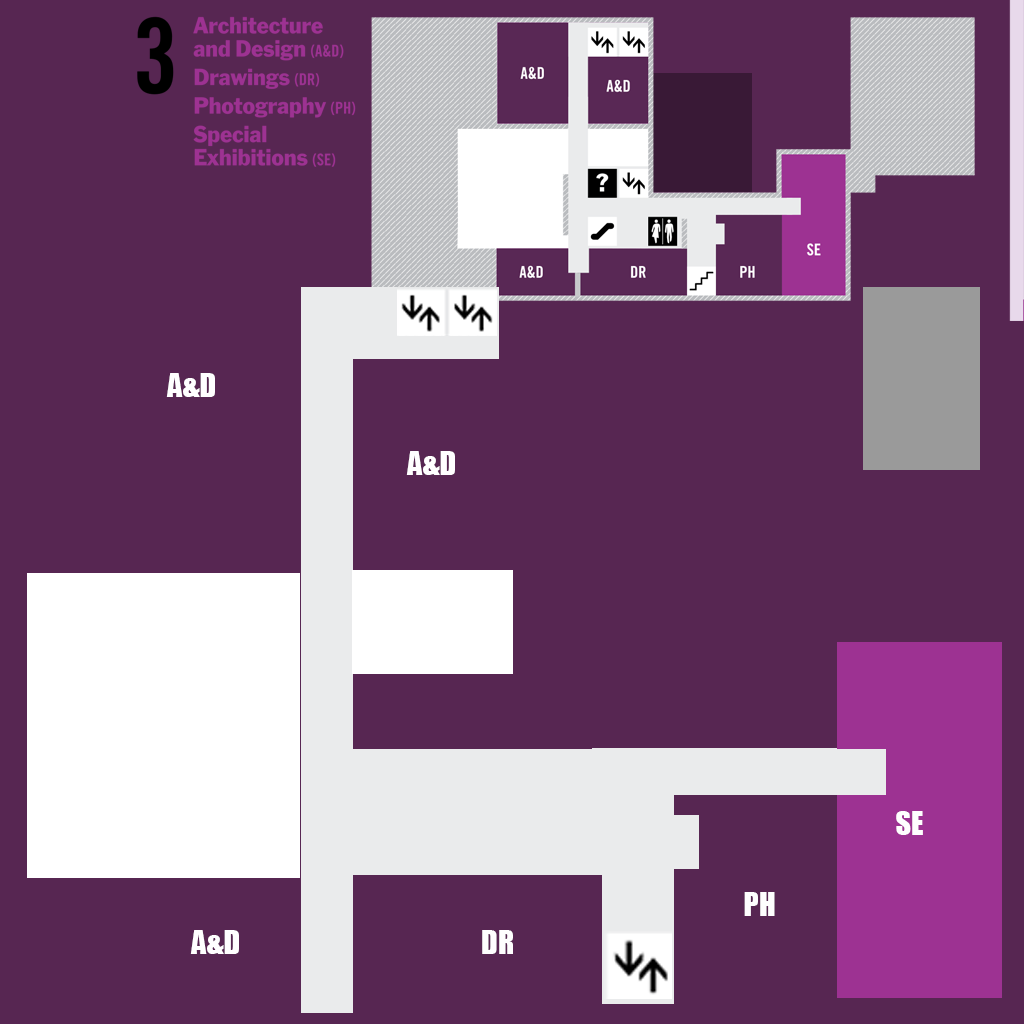 3
Architecture
and Design (A&D)
Drawings (DR)
Photography (PH)
Special
Exhibitions (SE)
A&D
A&D
?
A&D
DR
PH
SE
A&D
A&D
SE
PH
A&D
DR